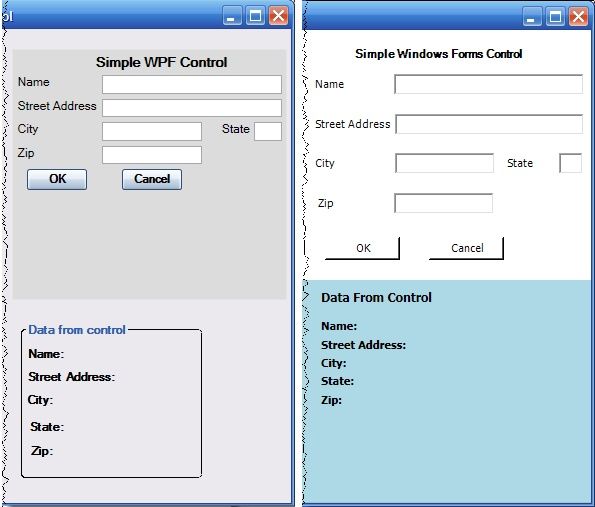 ol
Simple WPF Control
Name
Street Address
City State
Zip
OK Cancel
Data from control
Name:
Street Address:
City:
State:
Zip:
Simple Windows Forms Control
Name
Street Address
City State
Zip
OK Cancel
Data From Control
Name:
Street Address:
City:
State:
Zip: